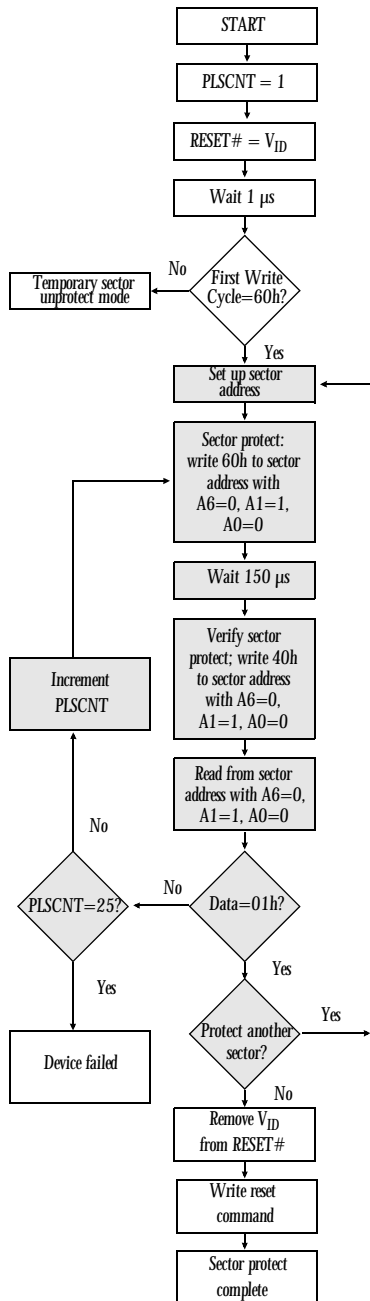 START
PLSCNT = 1
RESET# = VID
Wait 1 µs
No
First Write
Cycle=60h?
Temporary sector
unprotect mode
Yes
Set up sector
address
Sector protect:
write 60h to sector
address with
A6=0, A1=1,
A0=0
Wait 150 µs
Verify sector
protect; write 40h
to sector address
with A6=0,
A1=1, A0=0
Increment
PLSCNT
Read from sector
address with A6=0,
A1=1, A0=0
No
No
PLSCNT=25?
Data=01h?
Yes
Yes
Device failed
Protect another
sector?
Yes
No
Remove VID
from RESET#
Write reset
command
Sector protect
complete